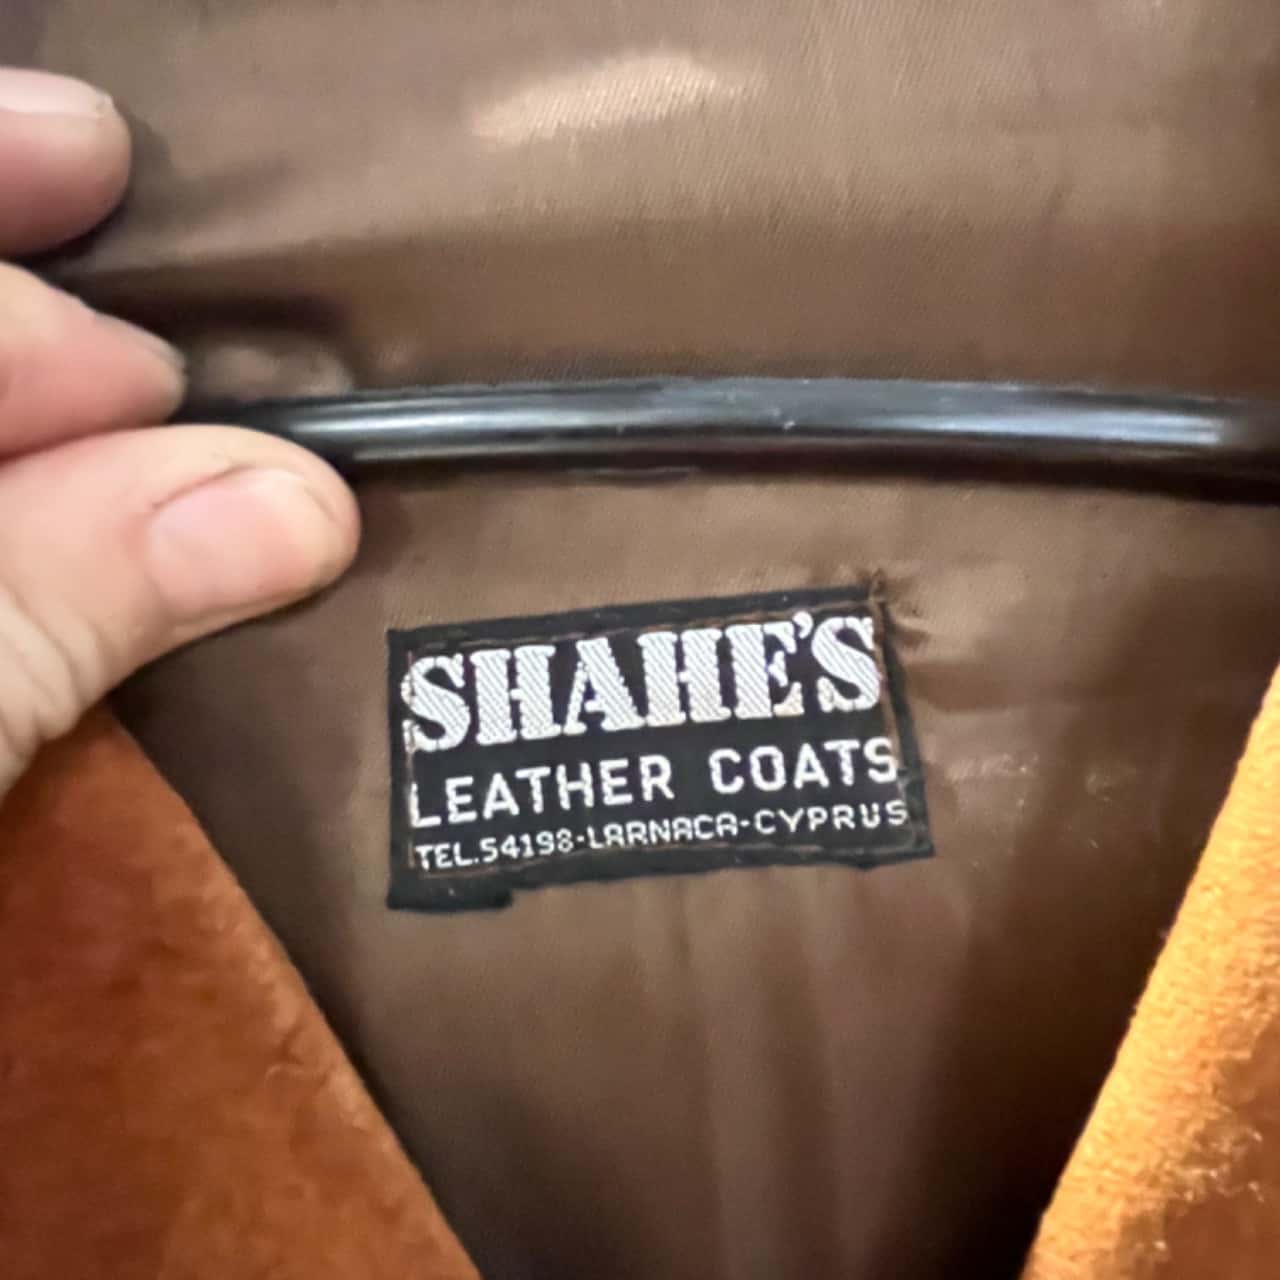 SHAHE'S
LEATHER COATS
TEL.54198-LARNACA-CYPRUS